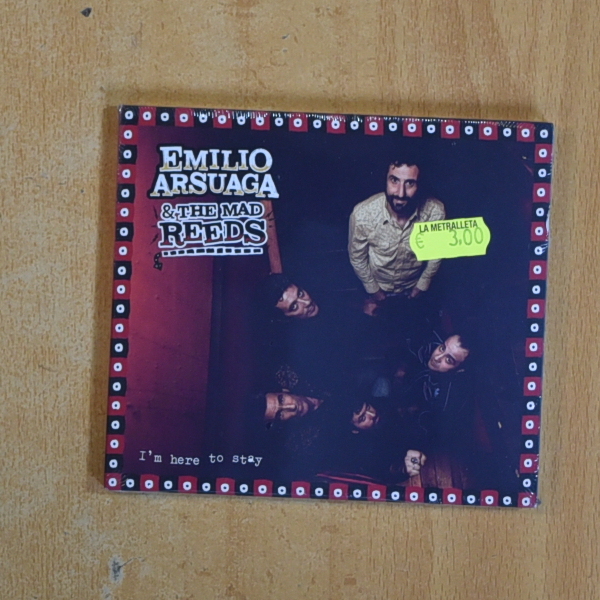 EMILIO
ARSUAGA
& THE MAD
REEDS
LA METRALLETA
€ 3,00
I'm here to stay